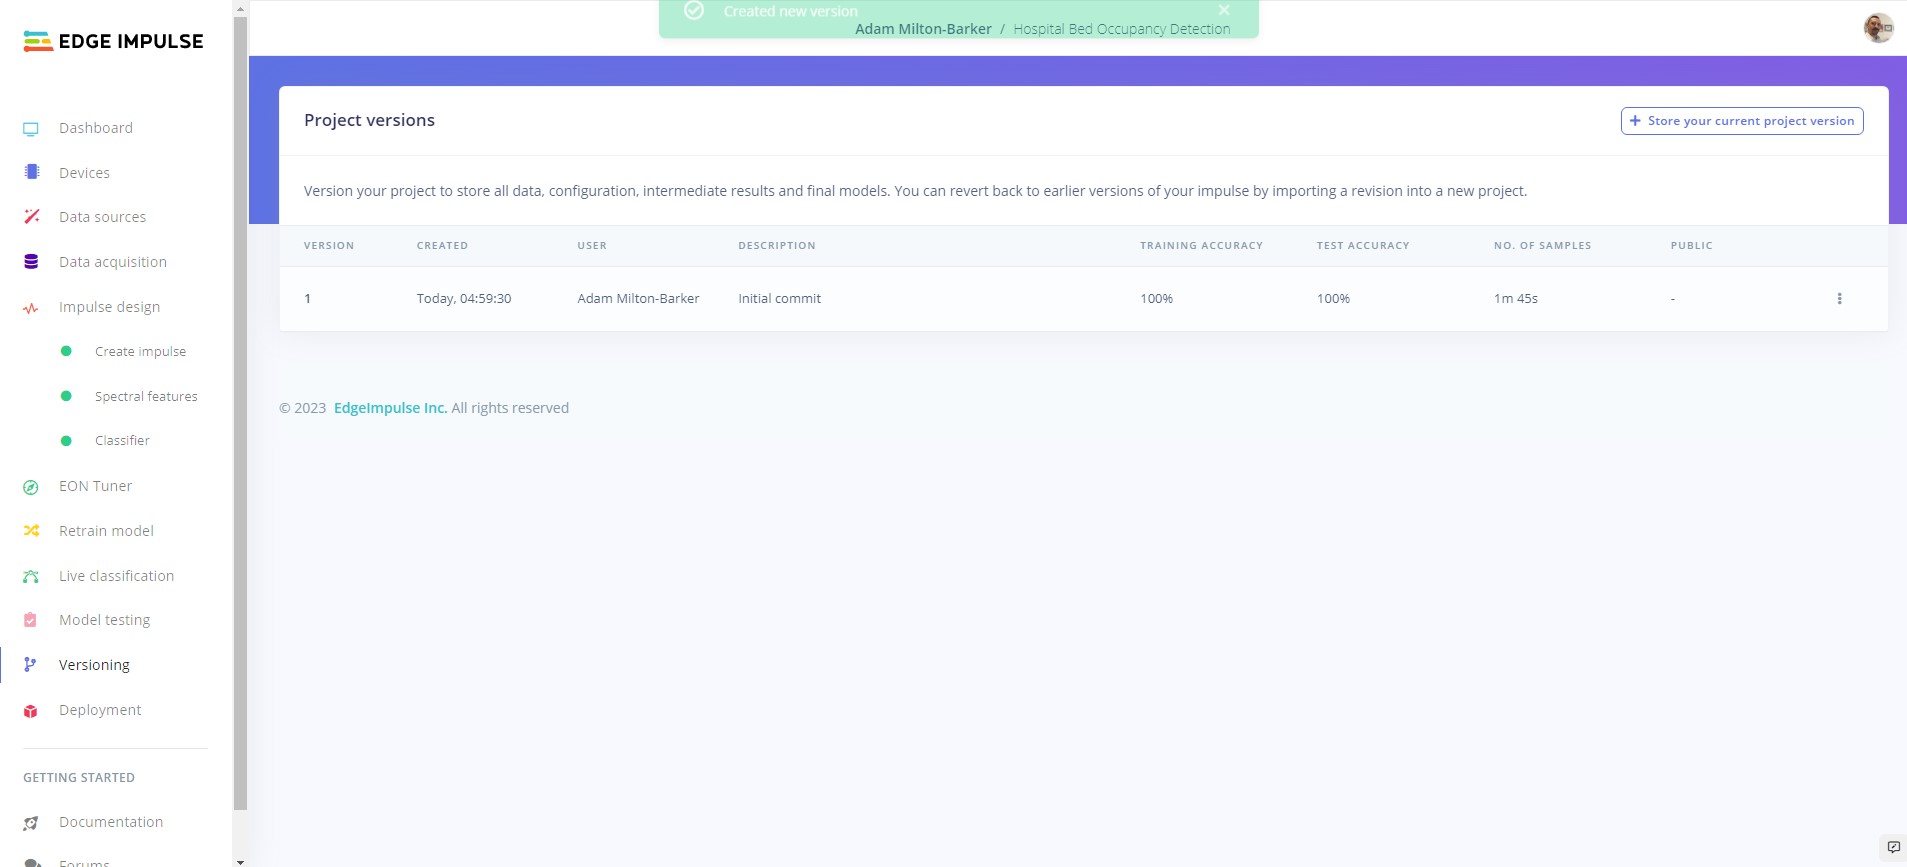 EDGE IMPULSE
Dashboard
Devices
Data sources
Data acquisition
Impulse design
Create impulse
Spectral features
Classifier
EON Tuner
Retrain model
Live classification
Model testing
Versioning
Deployment
GETTING STARTED
Documentation
Forums
Created new version
Adam Milton-Barker / Hospital Bed Occupancy Detection
Project versions
+ Store your current project version
Version your project to store all data, configuration, intermediate results and final models. You can revert back to earlier versions of your impulse by importing a revision into a new project.
VERSION CREATED USER DESCRIPTION TRAINING ACCURACY TEST ACCURACY NO. OF SAMPLES PUBLIC
1 Today, 04:59:30 Adam Milton-Barker Initial commit 100% 100% 1m 45s -
© 2023 EdgeImpulse Inc. All rights reserved